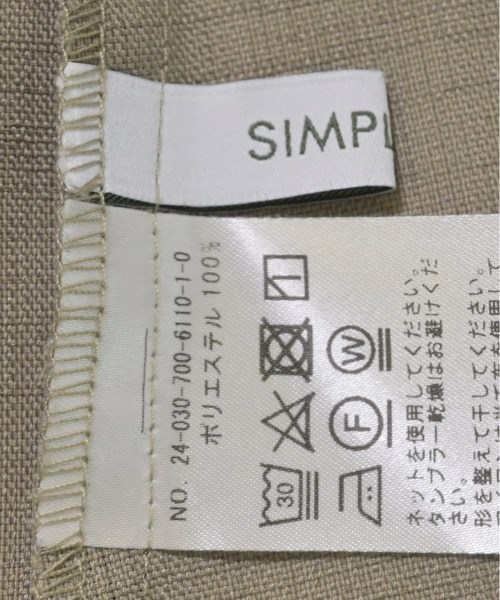 SIMPL
NO. 24-030-700-6110-1-0
ポリエステル 100%
30
F W
ネットを使用してください。
タンブラー乾燥はお避けくだ
さい。
形を整えて干してください。